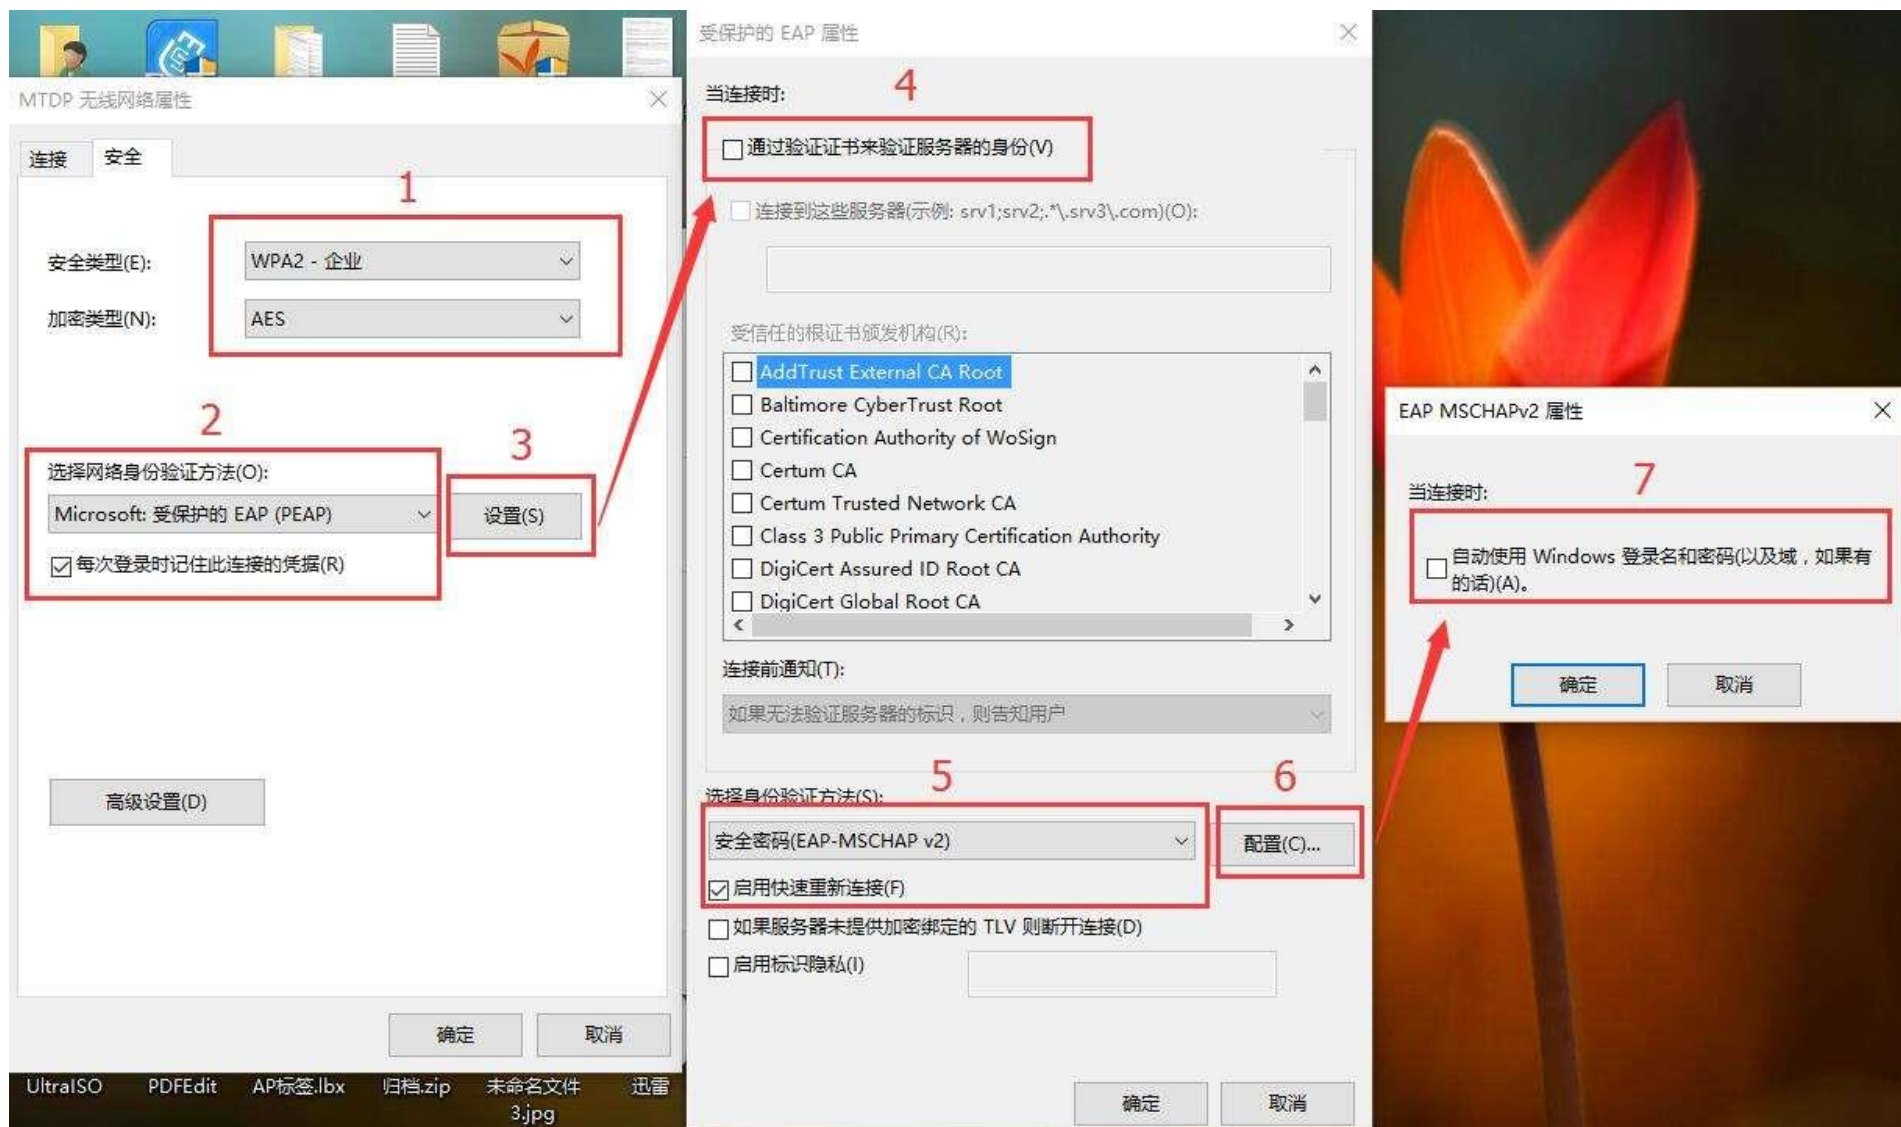 MTDP 无线网络属性
连接
安全
1
安全类型(E):
WPA2 - 企业
加密类型(N):
AES
2
选择网络身份验证方法(O):
Microsoft: 受保护的 EAP (PEAP)
3
设置(S)
每次登录时记住此连接的凭据(R)
高级设置(D)
确定
取消
UltraISO
PDFEdit
AP标签.lbx
归档.zip
未命名文件
3.jpg
迅雷
受保护的 EAP 属性
当连接时:
4
通过验证证书来验证服务器的身份(V)
连接到这些服务器(示例: srv1;srv2;.*\.srv3\.com)(O):
受信任的根证书颁发机构(R):
AddTrust External CA Root
Baltimore CyberTrust Root
Certification Authority of WoSign
Certum CA
Certum Trusted Network CA
Class 3 Public Primary Certification Authority
DigiCert Assured ID Root CA
DigiCert Global Root CA
连接前通知(T):
如果无法验证服务器的标识，则告知用户
5
选择身份验证方法(S):
安全密码(EAP-MSCHAP v2)
6
配置(C)...
启用快速重新连接(F)
如果服务器未提供加密绑定的 TLV 则断开连接(D)
启用标识隐私(I)
确定
取消
EAP MSCHAPv2 属性
7
当连接时:
自动使用 Windows 登录名和密码(以及域，如果有
的话)(A)。
确定
取消